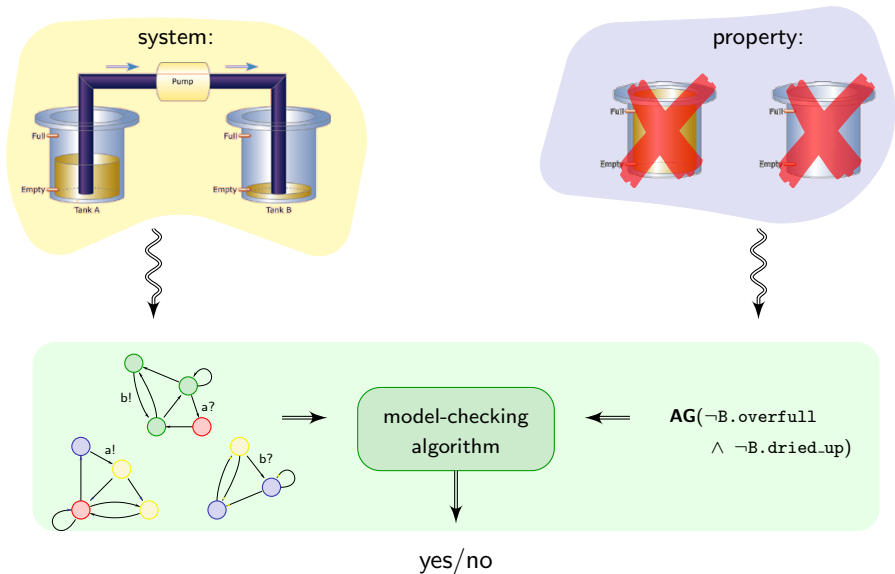 system:
property:
Pump
Full
Full
Full
Full
Empty
Empty
Empty
Empty
Tank A
Tank B
b!
a?
a!
b?
model-checking
algorithm
AG(¬B.overfull
∧ ¬B.dried_up)
yes/no